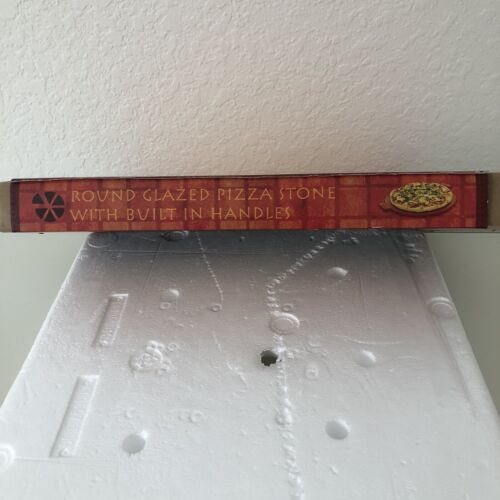 ROUND GLAZED PIZZA STONE
WITH BUILT IN HANDLES